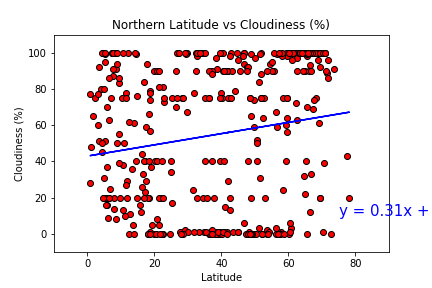 Northern Latitude vs Cloudiness (%)
100
80
60
40
20
0
Cloudiness (%)
y = 0.31x +
0 20 40 60 80
Latitude